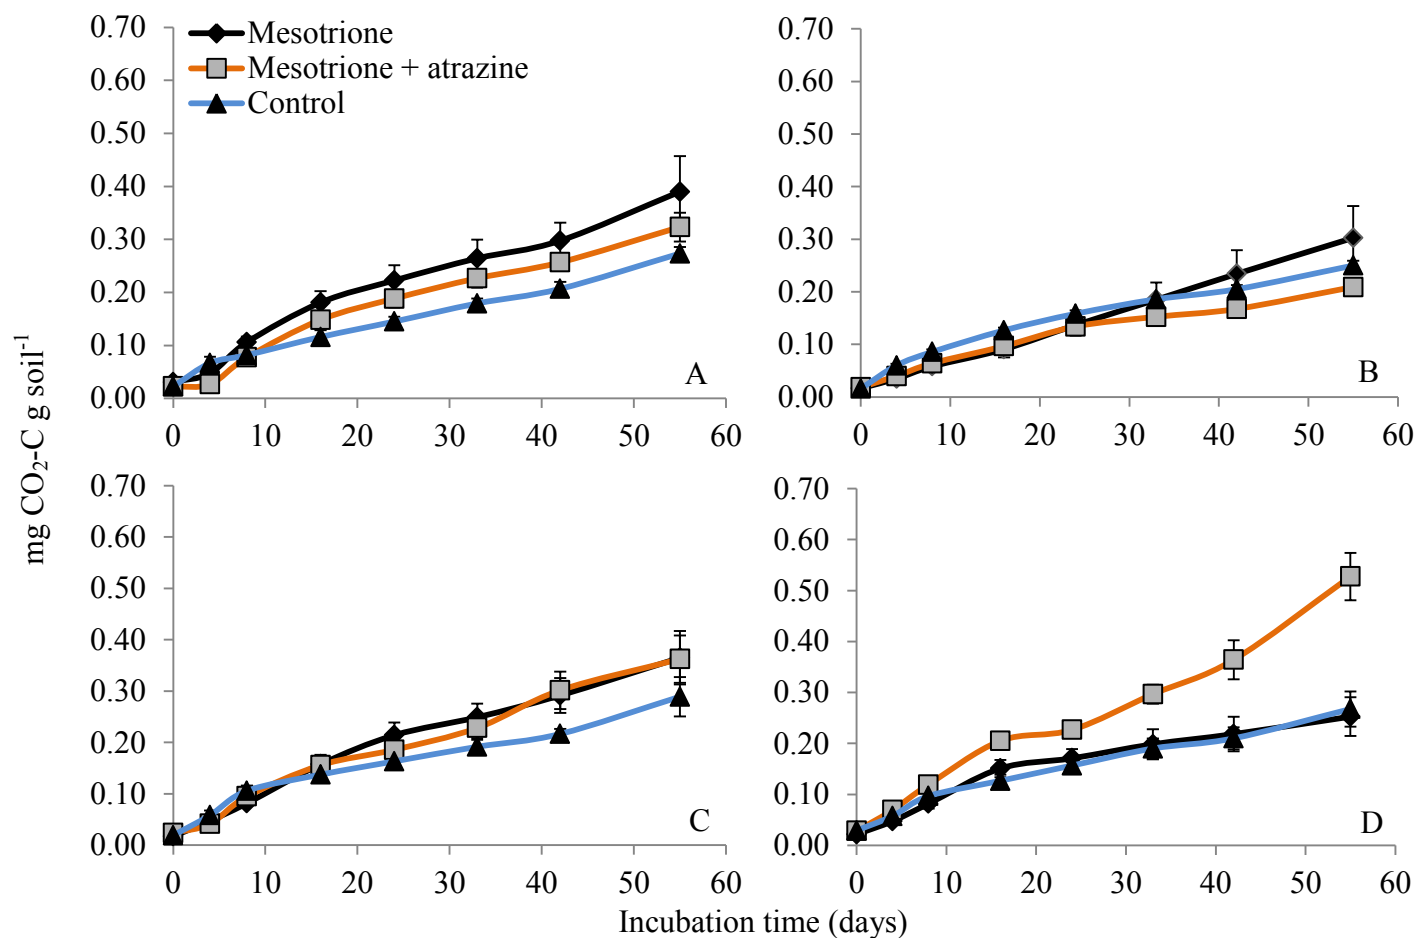 0.70
0.60
0.50
0.40
0.30
0.20
0.10
0.00
0 10 20 30 40 50 60
Mesotrione
Mesotrione + atrazine
Control
A
0.70
0.60
0.50
0.40
0.30
0.20
0.10
0.00
0 10 20 30 40 50 60
B
mg CO₂-C g soil⁻¹
0.70
0.60
0.50
0.40
0.30
0.20
0.10
0.00
0 10 20 30 40 50 60
C
0.70
0.60
0.50
0.40
0.30
0.20
0.10
0.00
0 10 20 30 40 50 60
D
Incubation time (days)